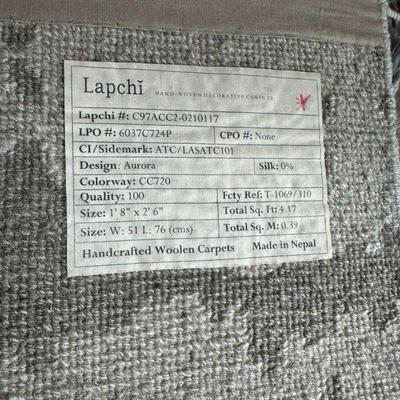 Lapchĭ HAND-WOVEN DECORATIVE CARPETS
Lapchi #: C97ACC2-0210117
LPO #: 6037C724P CPO #: None
CI/Sidemark: ATC/LASATC101
Design: Aurora Silk: 0%
Colorway: CC720
Quality: 100 Fcty Ref: T-1069/310
Size: 1' 8" x 2' 6" Total Sq. Ft: 4.17
Size: W: 51 L: 76 (cms) Total Sq. M: 0.39
Handcrafted Woolen Carpets Made in Nepal